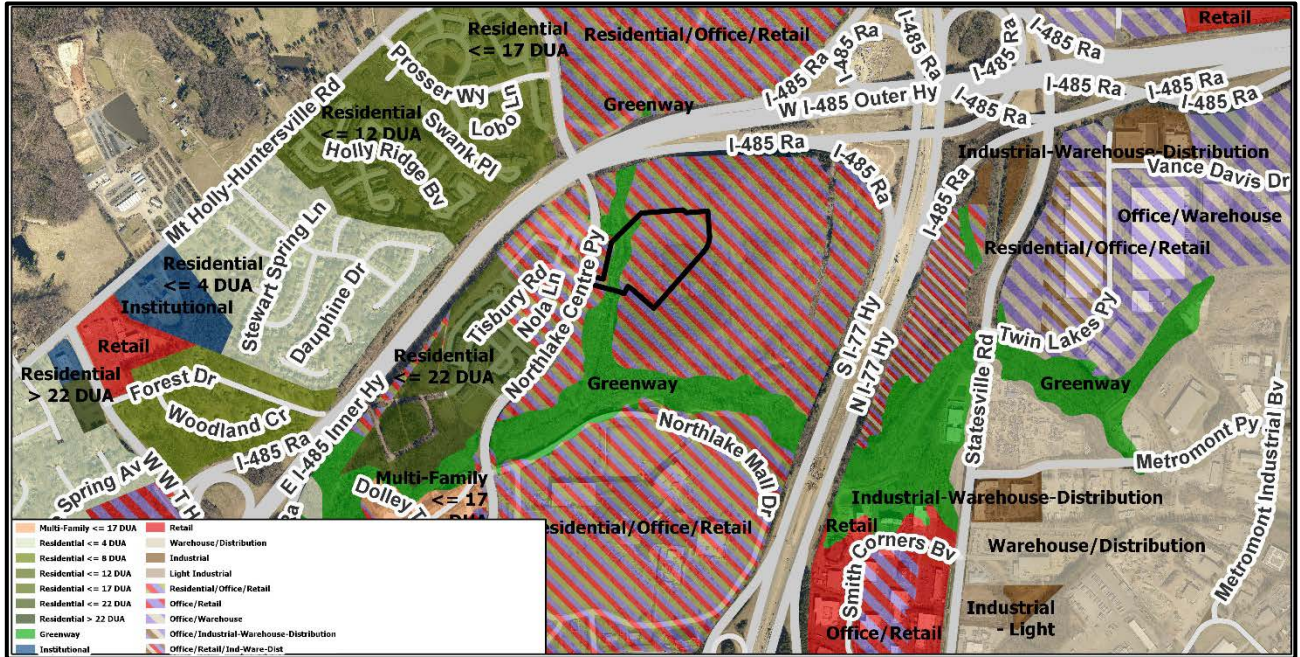 Residential
<= 17 DUA
Residential/Office/Retail
Retail
I-485 Ra
I-485 Ra
I-485 Ra
I-485 Ra
I-485 Ra
I-485 Ra
I-485 Ra
W I-485 Outer Hy
I-485 Ra
I-485 Ra
I-485 Ra
I-485 Ra
I-485 Ra
Greenway
Prosser Wy
Lobo Ln
Swank Pl
Residential
<= 12 DUA
Holly Ridge Bv
Mt Holly-Huntersville Rd
Industrial-Warehouse-Distribution
Vance Davis Dr
Office/Warehouse
Residential/Office/Retail
Stewart Spring Ln
Dauphine Dr
Residential
<= 4 DUA
Institutional
Retail
Tisbury Rd
Nola Ln
Northlake Centre Py
S I-77 Hy
N I-77 Hy
Statesville Rd
Twin Lakes Py
Greenway
Residential
> 22 DUA
Forest Dr
Woodland Cr
Residential
<= 22 DUA
Greenway
I-485 Ra
E I-485 Inner Hy
Ra
Spring Av
W W T H
Multi-Family
<= 17
DUA
Dolley T
Northlake Mall Dr
Residential/Office/Retail
Metromont Py
Metromont Industrial Bv
Industrial-Warehouse-Distribution
Retail
Smith Corners Bv
Warehouse/Distribution
Industrial
- Light
Office/Retail
Multi-Family <= 17 DUA
Residential <= 4 DUA
Residential <= 8 DUA
Residential <= 12 DUA
Residential <= 17 DUA
Residential <= 22 DUA
Residential > 22 DUA
Greenway
Institutional
Retail
Warehouse/Distribution
Industrial
Light Industrial
Residential/Office/Retail
Office/Retail
Office/Warehouse
Office/Industrial-Warehouse-Distribution
Office/Retail/Ind-Ware-Dist